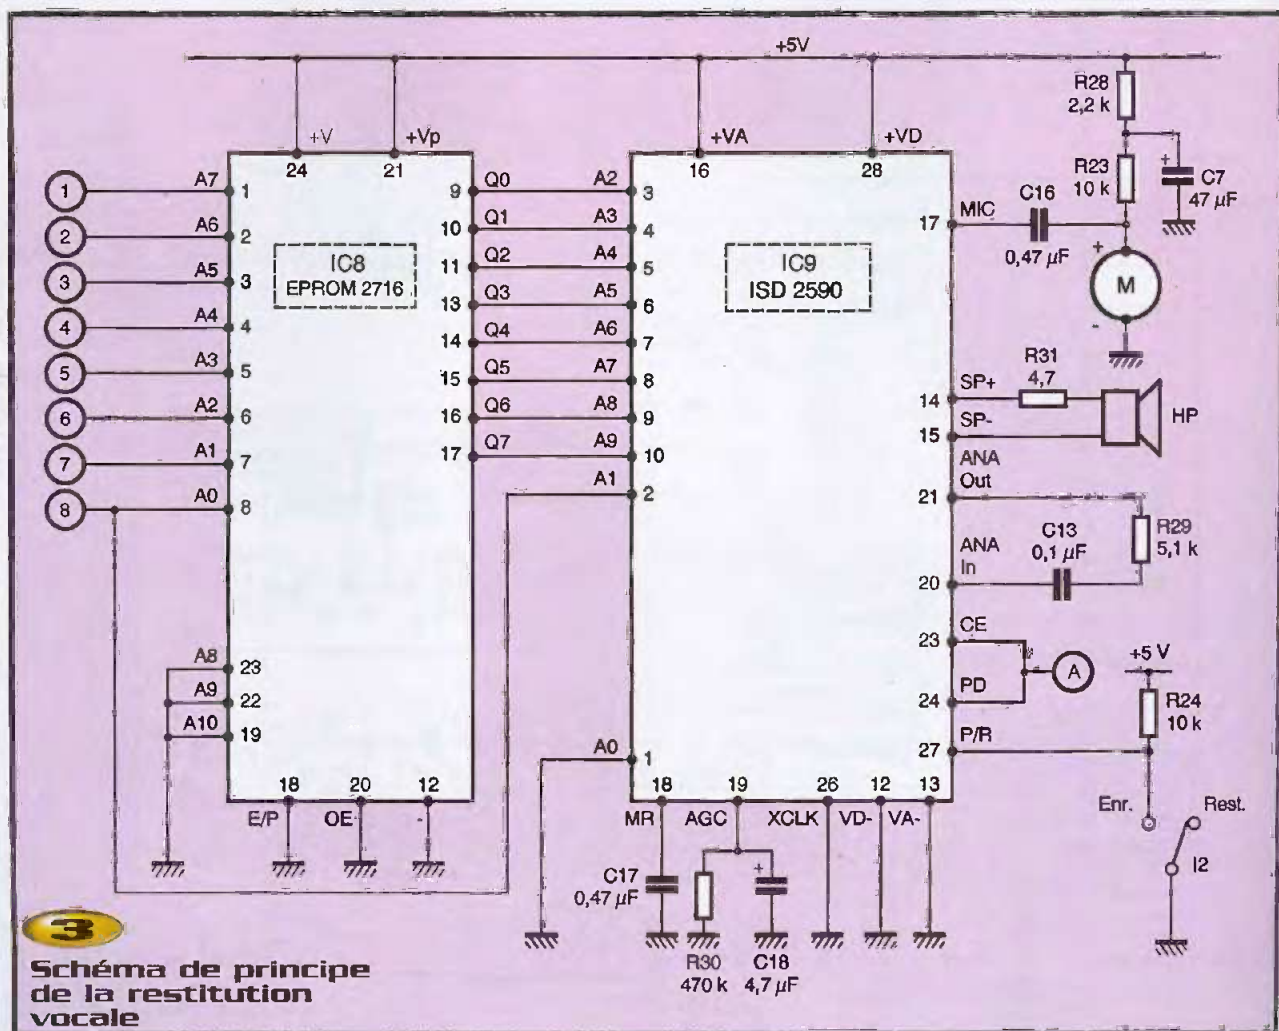 +5V
R28
2,2 k
+V
+Vp
+VA
+VD
24
21
16
28
R23
10 k
C7
47 µF
1
A7
1
9
Q0
A2
3
C16
0,47 µF
MIC
17
2
A6
2
10
Q1
A3
4
3
A5
3
11
Q2
A4
5
IC8
EPROM 2716
IC9
ISD 2590
+
M
-
4
A4
4
13
Q3
A5
6
14
Q4
A6
7
5
A3
5
15
Q5
A7
8
R31
4,7
SP+
14
6
A2
6
16
Q6
A8
9
SP-
15
HP
7
A1
7
17
Q7
A9
10
8
A0
8
A1
2
ANA
Out
21
R29
5,1 k
C13
0,1 µF
ANA
In
20
CE
23
A
PD
24
+5 V
R24
10 k
P/R
27
A8
23
A9
22
A10
19
A0
1
18
20
12
E/P
OE
-
18
19
26
12
13
MR
AGC
XCLK
VD-
VA-
Enr.
Rest.
I2
C17
0,47 µF
+
R30
470 k
C18
4,7 µF
3
Schéma de principe
de la restitution
vocale